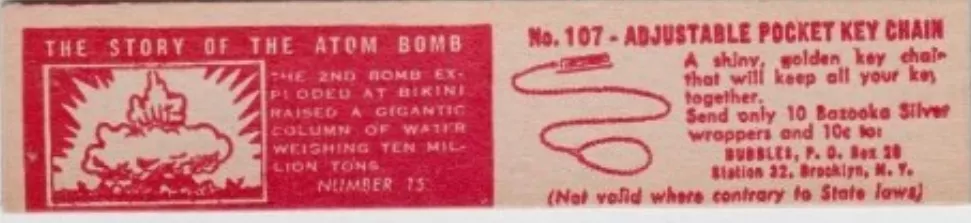 THE STORY OF THE ATOM BOMB
THE 2ND BOMB EX-
PLODED AT BIKINI
RAISED A GIGANTIC
COLUMN OF WATER
WEIGHING TEN MIL-
LION TONS.
NUMBER 15
No. 107 - ADJUSTABLE POCKET KEY CHAIN
A shiny, golden key chain
that will keep all your key
together.
Send only 10 Bazooka Silver
wrappers and 10c to:
BUBBLES, P. O. Box 20
Station 32, Brooklyn, N. Y.
(Not valid where contrary to State laws)